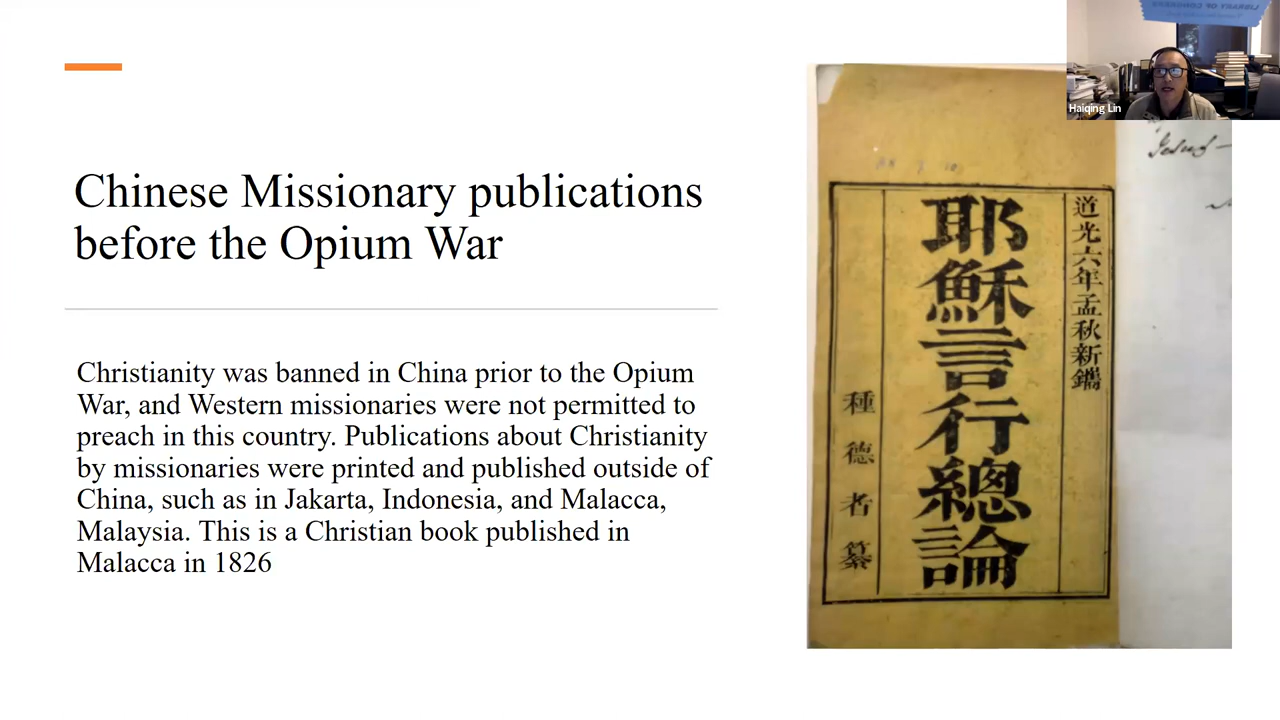 Chinese Missionary publications
before the Opium War
Christianity was banned in China prior to the Opium
War, and Western missionaries were not permitted to
preach in this country. Publications about Christianity
by missionaries were printed and published outside of
China, such as in Jakarta, Indonesia, and Malacca,
Malaysia. This is a Christian book published in
Malacca in 1826
道光六年孟秋新鐫
耶穌言行總論
種德者纂
Jesus —
LIBRARY OF CONGRESS
Haiqing Lin